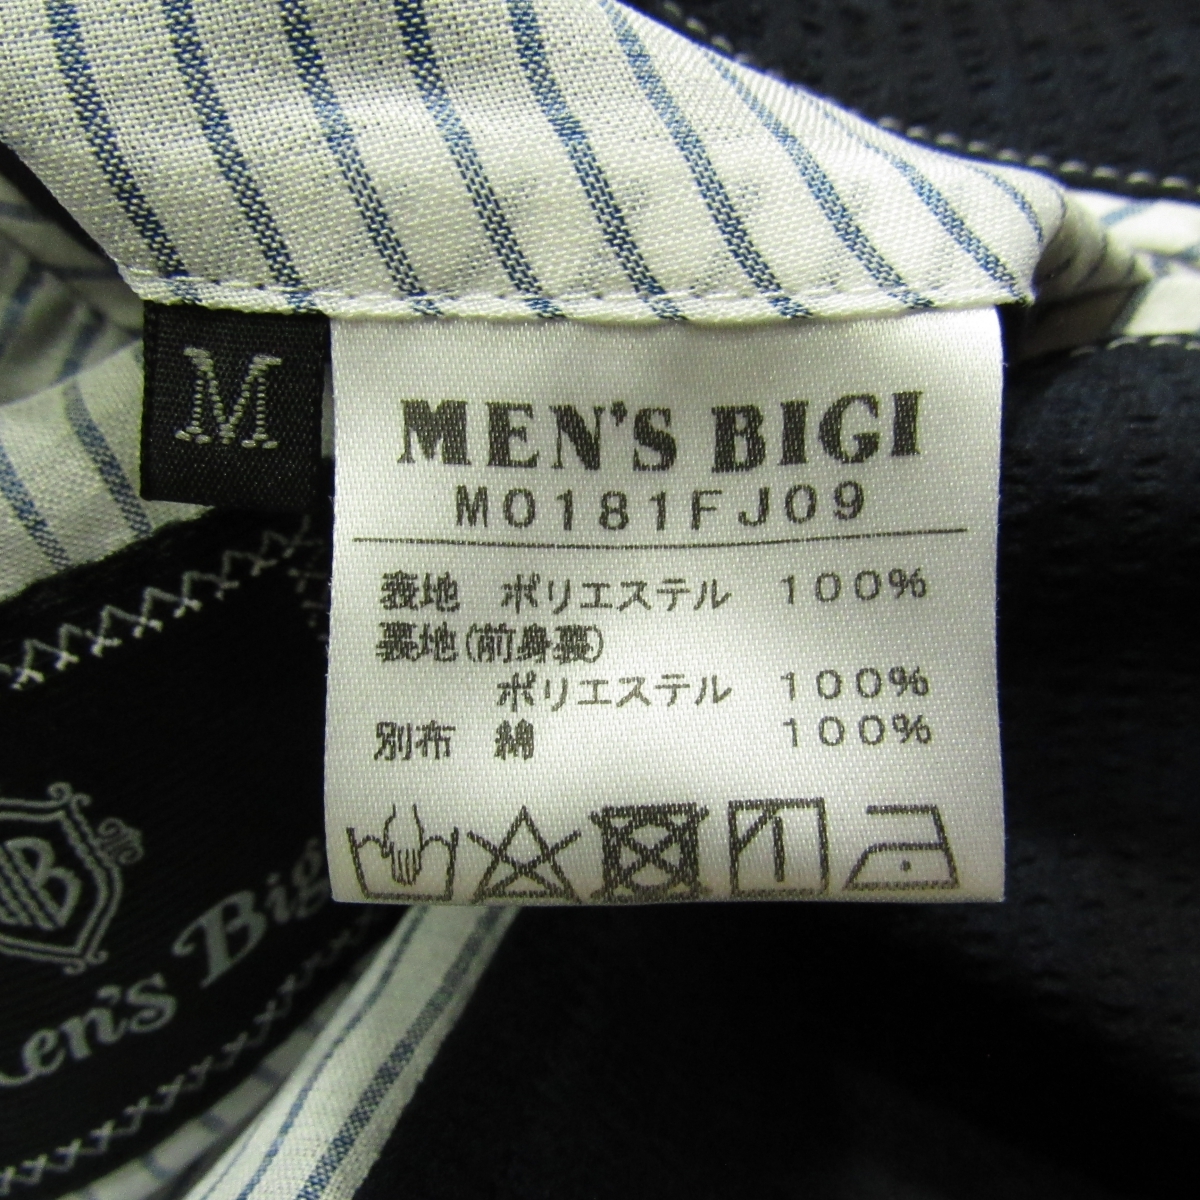 M
MEN'S BIGI
M0181FJ09
表地 ポリエステル 100%
裏地(前身裏)
ポリエステル 100%
別布 綿 100%
B
Men's Bigi